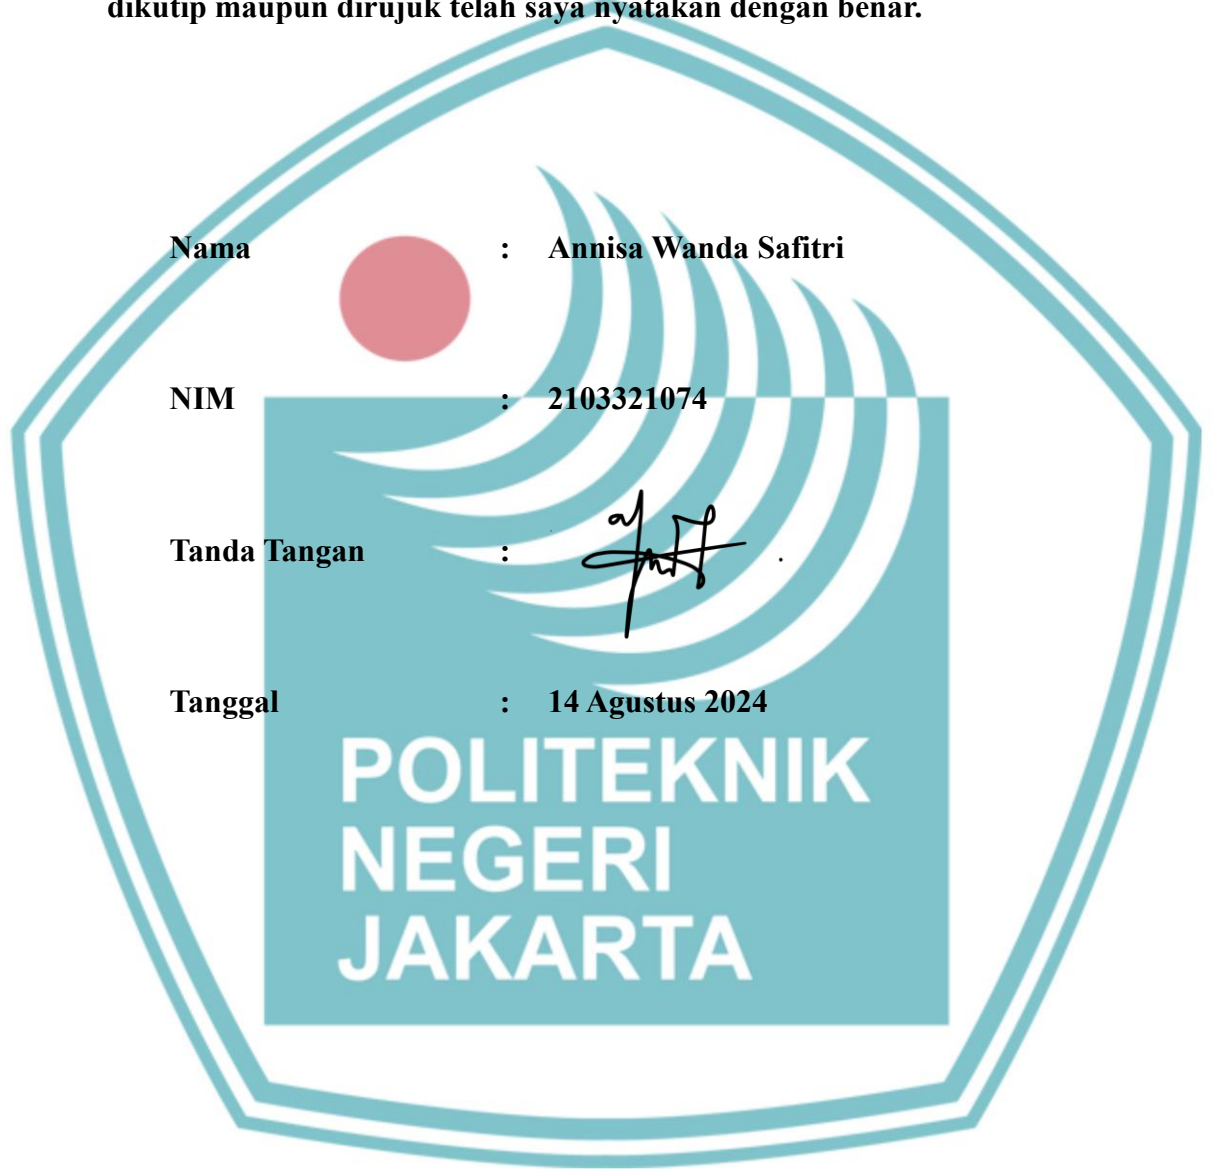 dikutip maupun dirujuk telah saya nyatakan dengan benar.
Nama : Annisa Wanda Safitri
NIM : 2103321074
Tanda Tangan : .
Tanggal : 14 Agustus 2024
POLITEKNIK
NEGERI
JAKARTA